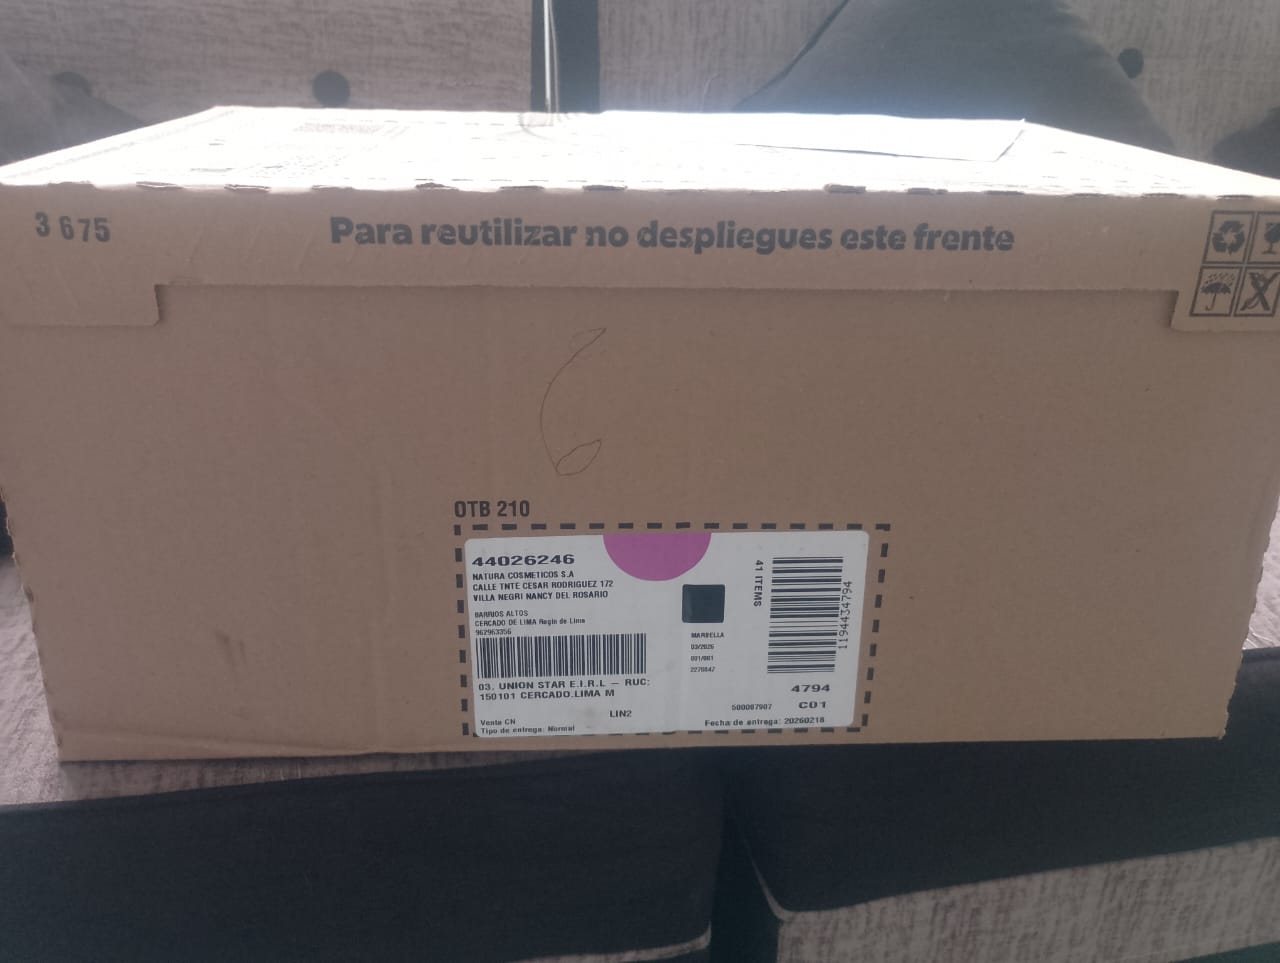 3 675
Para reutilizar no despliegues este frente
OTB 210
44026246
NATURA COSMETICOS S.A
CALLE TNTE CESAR RODRIGUEZ 172
VILLA NEGRI NANCY DEL ROSARIO
BARRIOS ALTOS
CERCADO DE LIMA Regin de Lima
962963356
41 ITEMS
1194434794
MARBELLA
03/2026
001/001
2270847
03. UNION STAR E.I.R.L – RUC:
150101 CERCADO.LIMA M
4794
LIN2
500087907
C01
Venta CN
Tipo de entrega: Normal
Fecha de entrega: 20260218